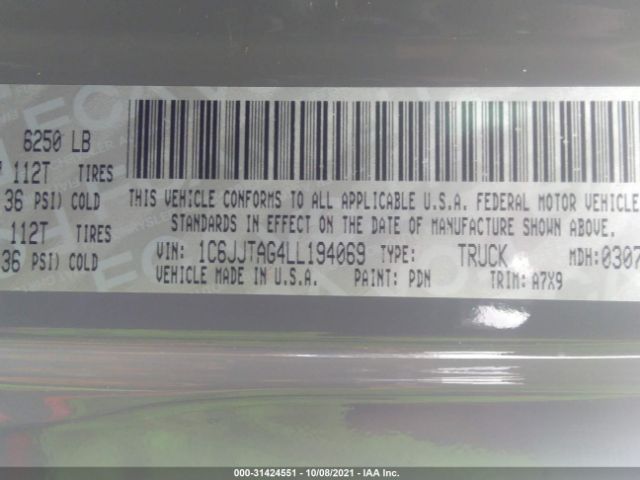 6250 LB
112T TIRES
36 PSI) COLD
112T TIRES
36 PSI) COLD
THIS VEHICLE CONFORMS TO ALL APPLICABLE U.S.A. FEDERAL MOTOR VEHICLE
STANDARDS IN EFFECT ON THE DATE OF MANUFACTURE SHOWN ABOVE.
VIN: 1C6JJTAG4LL194069 TYPE: TRUCK MDH: 0307
VEHICLE MADE IN U.S.A. PAINT: PDN TRIM: A7X9
000-31424551 | 10/08/2021 | IAA Inc.